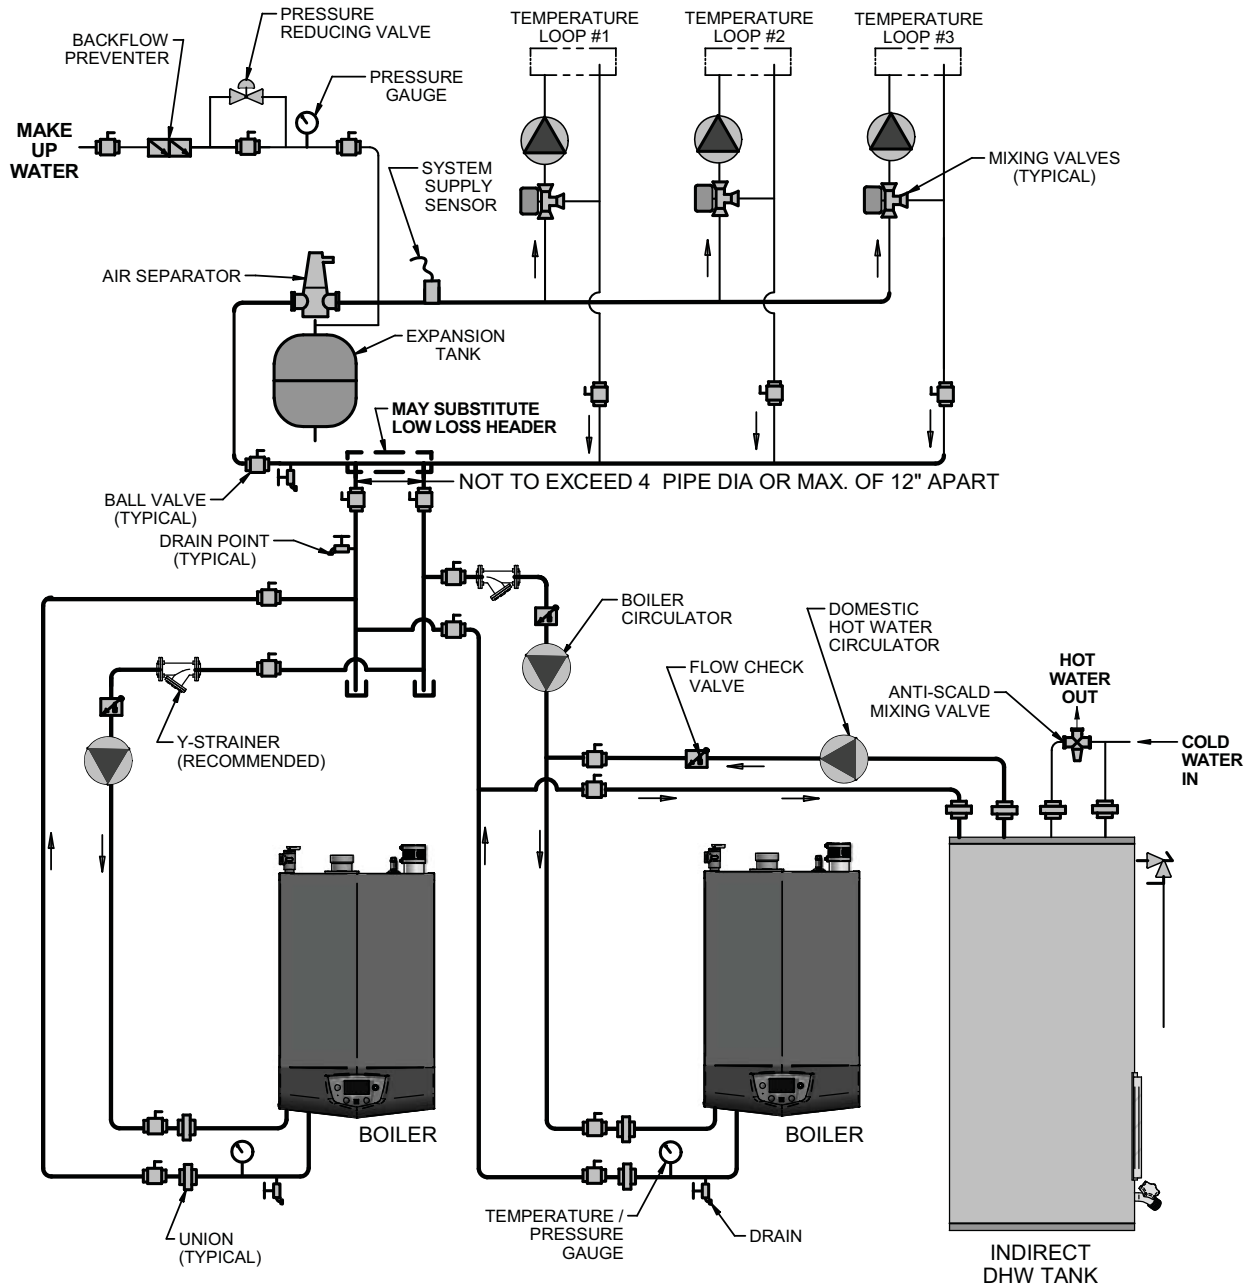 PRESSURE
REDUCING VALVE
BACKFLOW
PREVENTER
PRESSURE
GAUGE
MAKE
UP
WATER
TEMPERATURE
LOOP #1
TEMPERATURE
LOOP #2
TEMPERATURE
LOOP #3
SYSTEM
SUPPLY
SENSOR
MIXING VALVES
(TYPICAL)
AIR SEPARATOR
EXPANSION
TANK
MAY SUBSTITUTE
LOW LOSS HEADER
NOT TO EXCEED 4 PIPE DIA OR MAX. OF 12" APART
BALL VALVE
(TYPICAL)
DRAIN POINT
(TYPICAL)
BOILER
CIRCULATOR
DOMESTIC
HOT WATER
CIRCULATOR
FLOW CHECK
VALVE
HOT
WATER
OUT
ANTI-SCALD
MIXING VALVE
COLD
WATER
IN
Y-STRAINER
(RECOMMENDED)
BOILER
BOILER
UNION
(TYPICAL)
TEMPERATURE /
PRESSURE
GAUGE
DRAIN
INDIRECT
DHW TANK